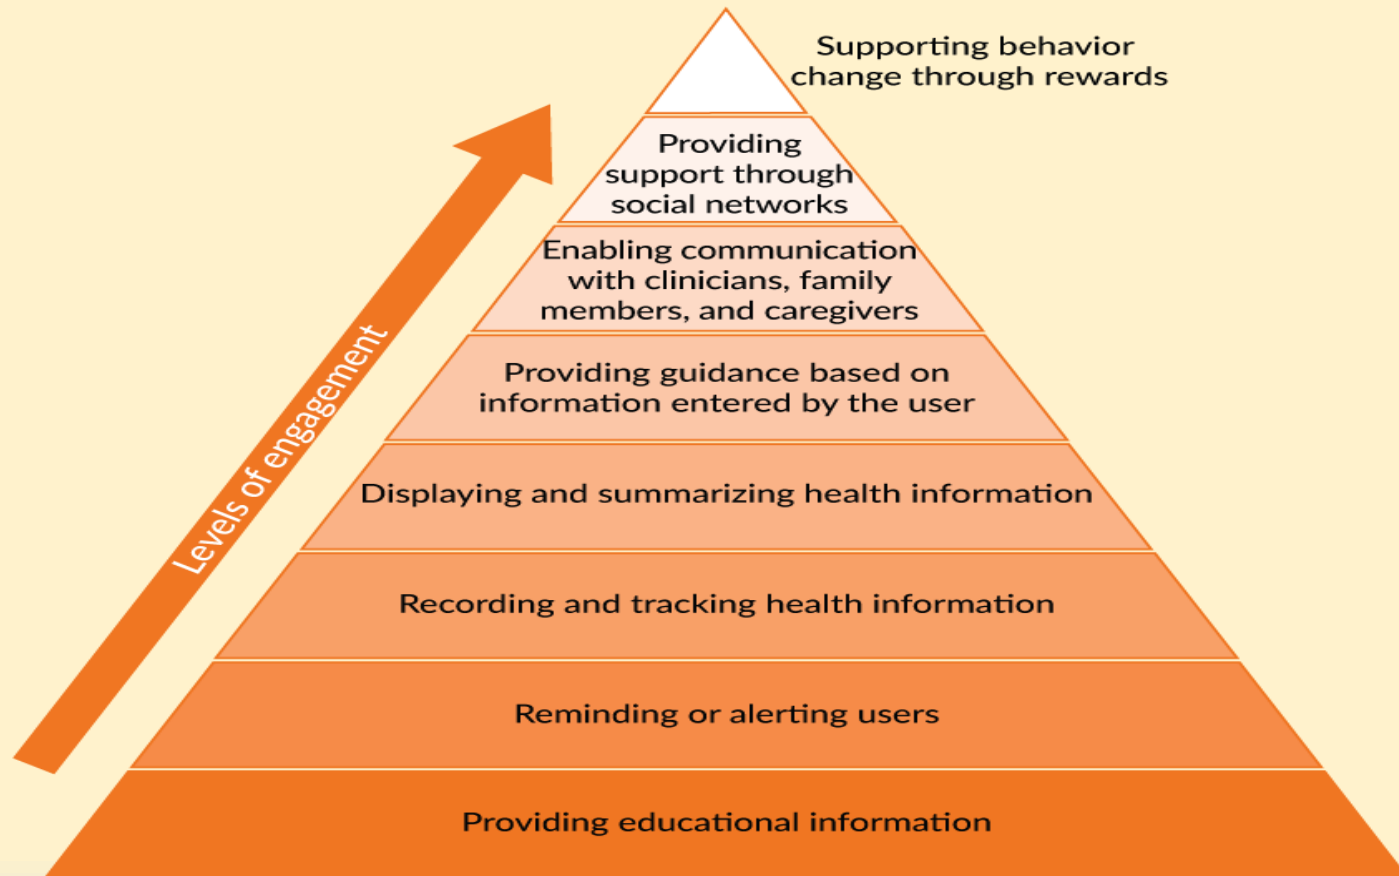 Supporting behavior
change through rewards
Providing
support through
social networks
Enabling communication
with clinicians, family
members, and caregivers
Providing guidance based on
information entered by the user
Displaying and summarizing health information
Recording and tracking health information
Reminding or alerting users
Providing educational information
Levels of engagement